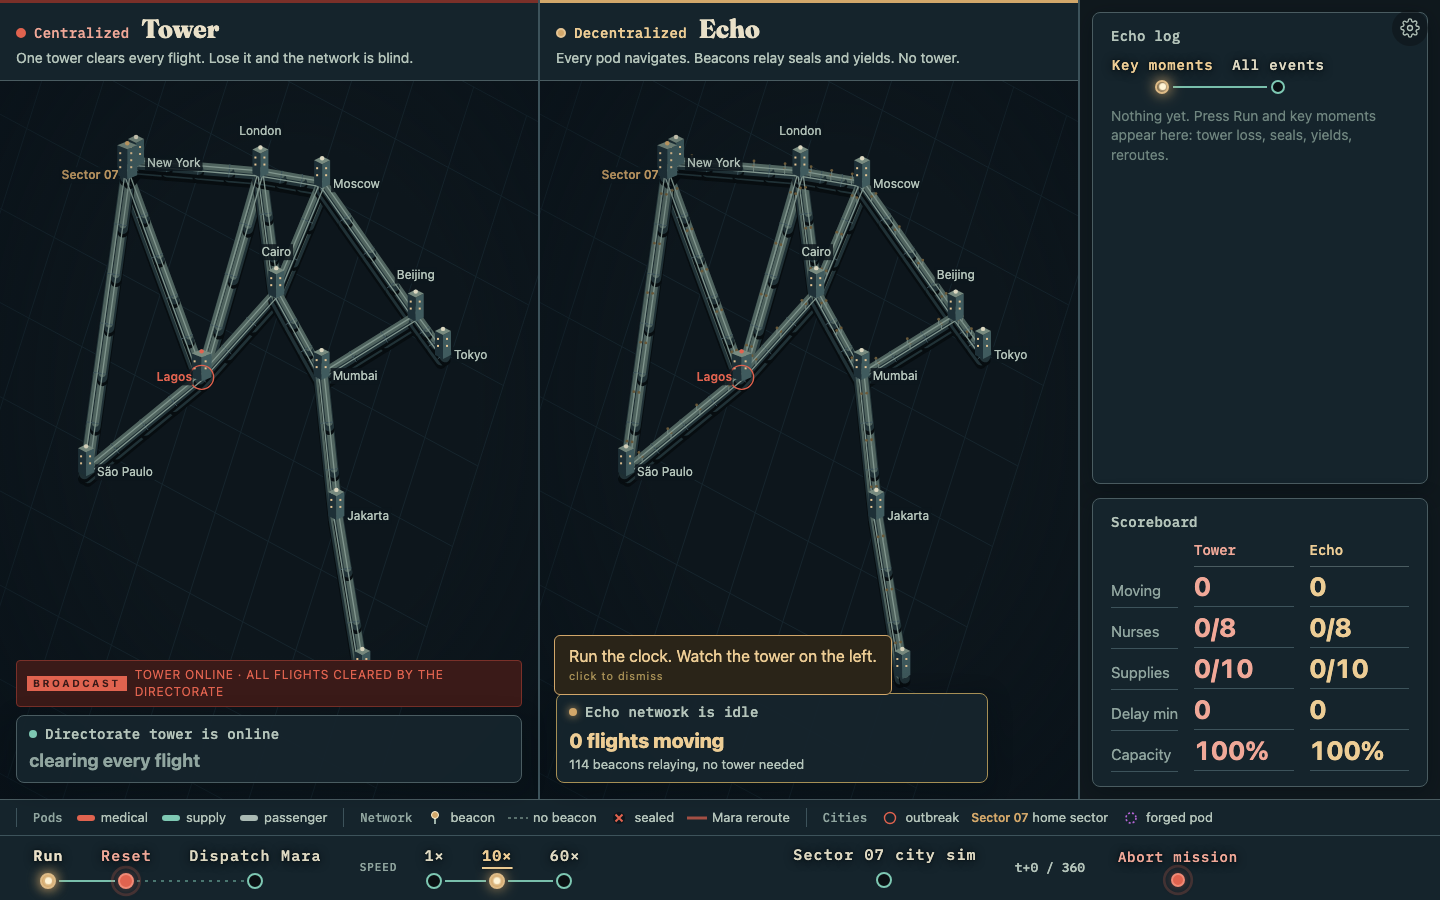 Centralized Tower
One tower clears every flight. Lose it and the network is blind.
London
New York
Sector 07
Moscow
Cairo
Beijing
Tokyo
Lagos
Mumbai
São Paulo
Jakarta
BROADCAST TOWER ONLINE · ALL FLIGHTS CLEARED BY THE
DIRECTORATE
Directorate tower is online
clearing every flight
Decentralized Echo
Every pod navigates. Beacons relay seals and yields. No tower.
London
New York
Sector 07
Moscow
Cairo
Beijing
Tokyo
Lagos
Mumbai
São Paulo
Jakarta
Run the clock. Watch the tower on the left.
click to dismiss
Echo network is idle
0 flights moving
114 beacons relaying, no tower needed
Echo log
Key moments All events
Nothing yet. Press Run and key moments
appear here: tower loss, seals, yields,
reroutes.
Scoreboard
Tower Echo
Moving 0 0
Nurses 0/8 0/8
Supplies 0/10 0/10
Delay min 0 0
Capacity 100% 100%
Pods medical supply passenger Network beacon no beacon sealed Mara reroute Cities outbreak Sector 07 home sector forged pod
Run Reset Dispatch Mara SPEED 1× 10× 60× Sector 07 city sim t+0 / 360 Abort mission